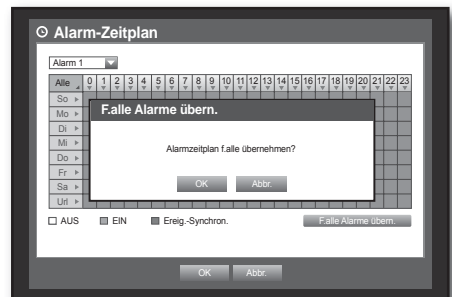 Alarm-Zeitplan
Alarm 1
Alle 0 1 2 3 4 5 6 7 8 9 10 11 12 13 14 15 16 17 18 19 20 21 22 23
So
Mo
Di
Mi
Do
Fr
Sa
Url
F.alle Alarme übern.
Alarmzeitplan f.alle übernehmen?
OK Abbr.
AUS EIN Ereig.-Synchron. F.alle Alarme übern.
OK Abbr.